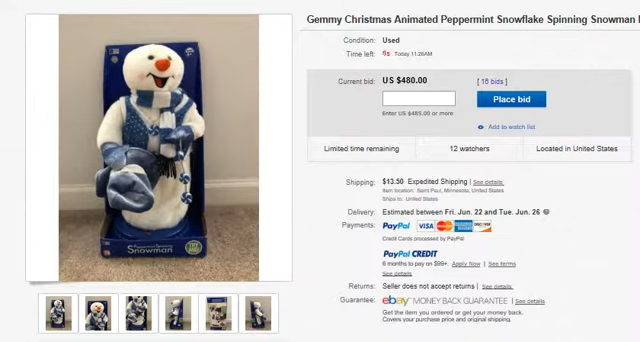 Gemmy Christmas Animated Peppermint Snowflake Spinning Snowman
Condition: Used
Time left: Today 11:26AM
Current bid: US $480.00 [ 16 bids ]
Place bid
Enter US $485.00 or more
Add to watch list
Limited time remaining 12 watchers Located in United States
Shipping: $13.50 Expedited Shipping | See details
Item location: Saint Paul, Minnesota, United States
Ships to: United States
Delivery: Estimated between Fri. Jun. 22 and Tue. Jun. 26
Payments: PayPal VISA
Credit Cards processed by PayPal
PayPal CREDIT
6 months to pay on $99+. Apply Now | See terms
See details
Returns: Seller does not accept returns | See details
Guarantee: ebay MONEY BACK GUARANTEE | See details
Get the item you ordered or get your money back.
Covers your purchase price and original shipping.
Peppermint Spinning
Snowman